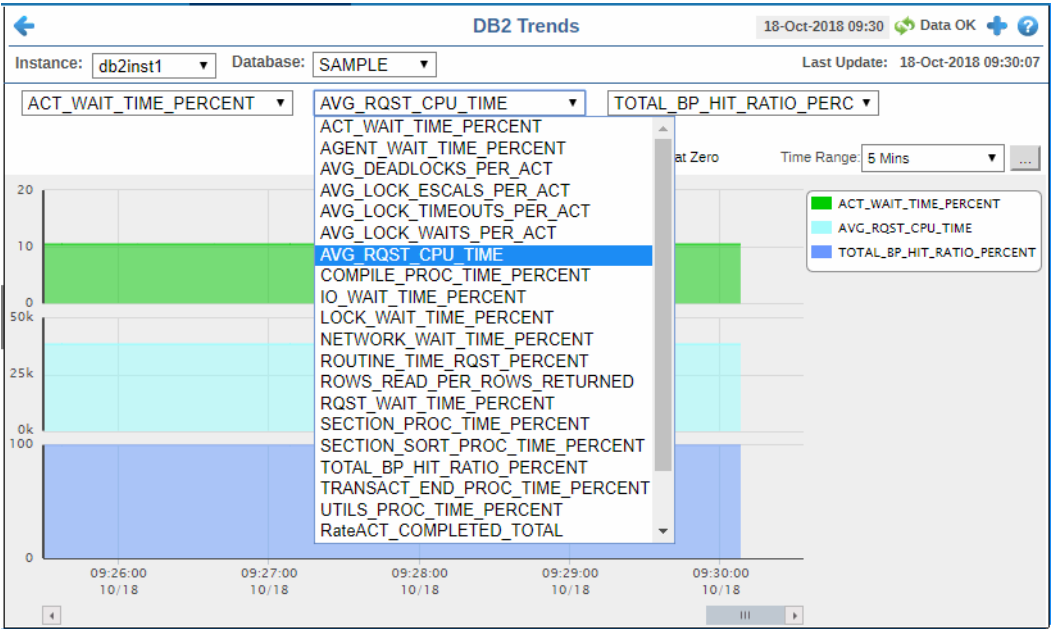 DB2 Trends
18-Oct-2018 09:30 Data OK
Instance: db2inst1 Database: SAMPLE Last Update: 18-Oct-2018 09:30:07
ACT_WAIT_TIME_PERCENT AVG_RQST_CPU_TIME TOTAL_BP_HIT_RATIO_PERC
ACT_WAIT_TIME_PERCENT
AGENT_WAIT_TIME_PERCENT
AVG_DEADLOCKS_PER_ACT
AVG_LOCK_ESCALS_PER_ACT
AVG_LOCK_TIMEOUTS_PER_ACT
AVG_LOCK_WAITS_PER_ACT
AVG_RQST_CPU_TIME
COMPILE_PROC_TIME_PERCENT
IO_WAIT_TIME_PERCENT
LOCK_WAIT_TIME_PERCENT
NETWORK_WAIT_TIME_PERCENT
ROUTINE_TIME_RQST_PERCENT
ROWS_READ_PER_ROWS_RETURNED
RQST_WAIT_TIME_PERCENT
SECTION_PROC_TIME_PERCENT
SECTION_SORT_PROC_TIME_PERCENT
TOTAL_BP_HIT_RATIO_PERCENT
TRANSACT_END_PROC_TIME_PERCENT
UTILS_PROC_TIME_PERCENT
RateACT_COMPLETED_TOTAL
at Zero Time Range: 5 Mins ...
ACT_WAIT_TIME_PERCENT
AVG_RQST_CPU_TIME
TOTAL_BP_HIT_RATIO_PERCENT
20
10
0
50k
25k
0k
100
0
09:26:00 09:27:00 09:28:00 09:29:00 09:30:00
10/18 10/18 10/18 10/18 10/18